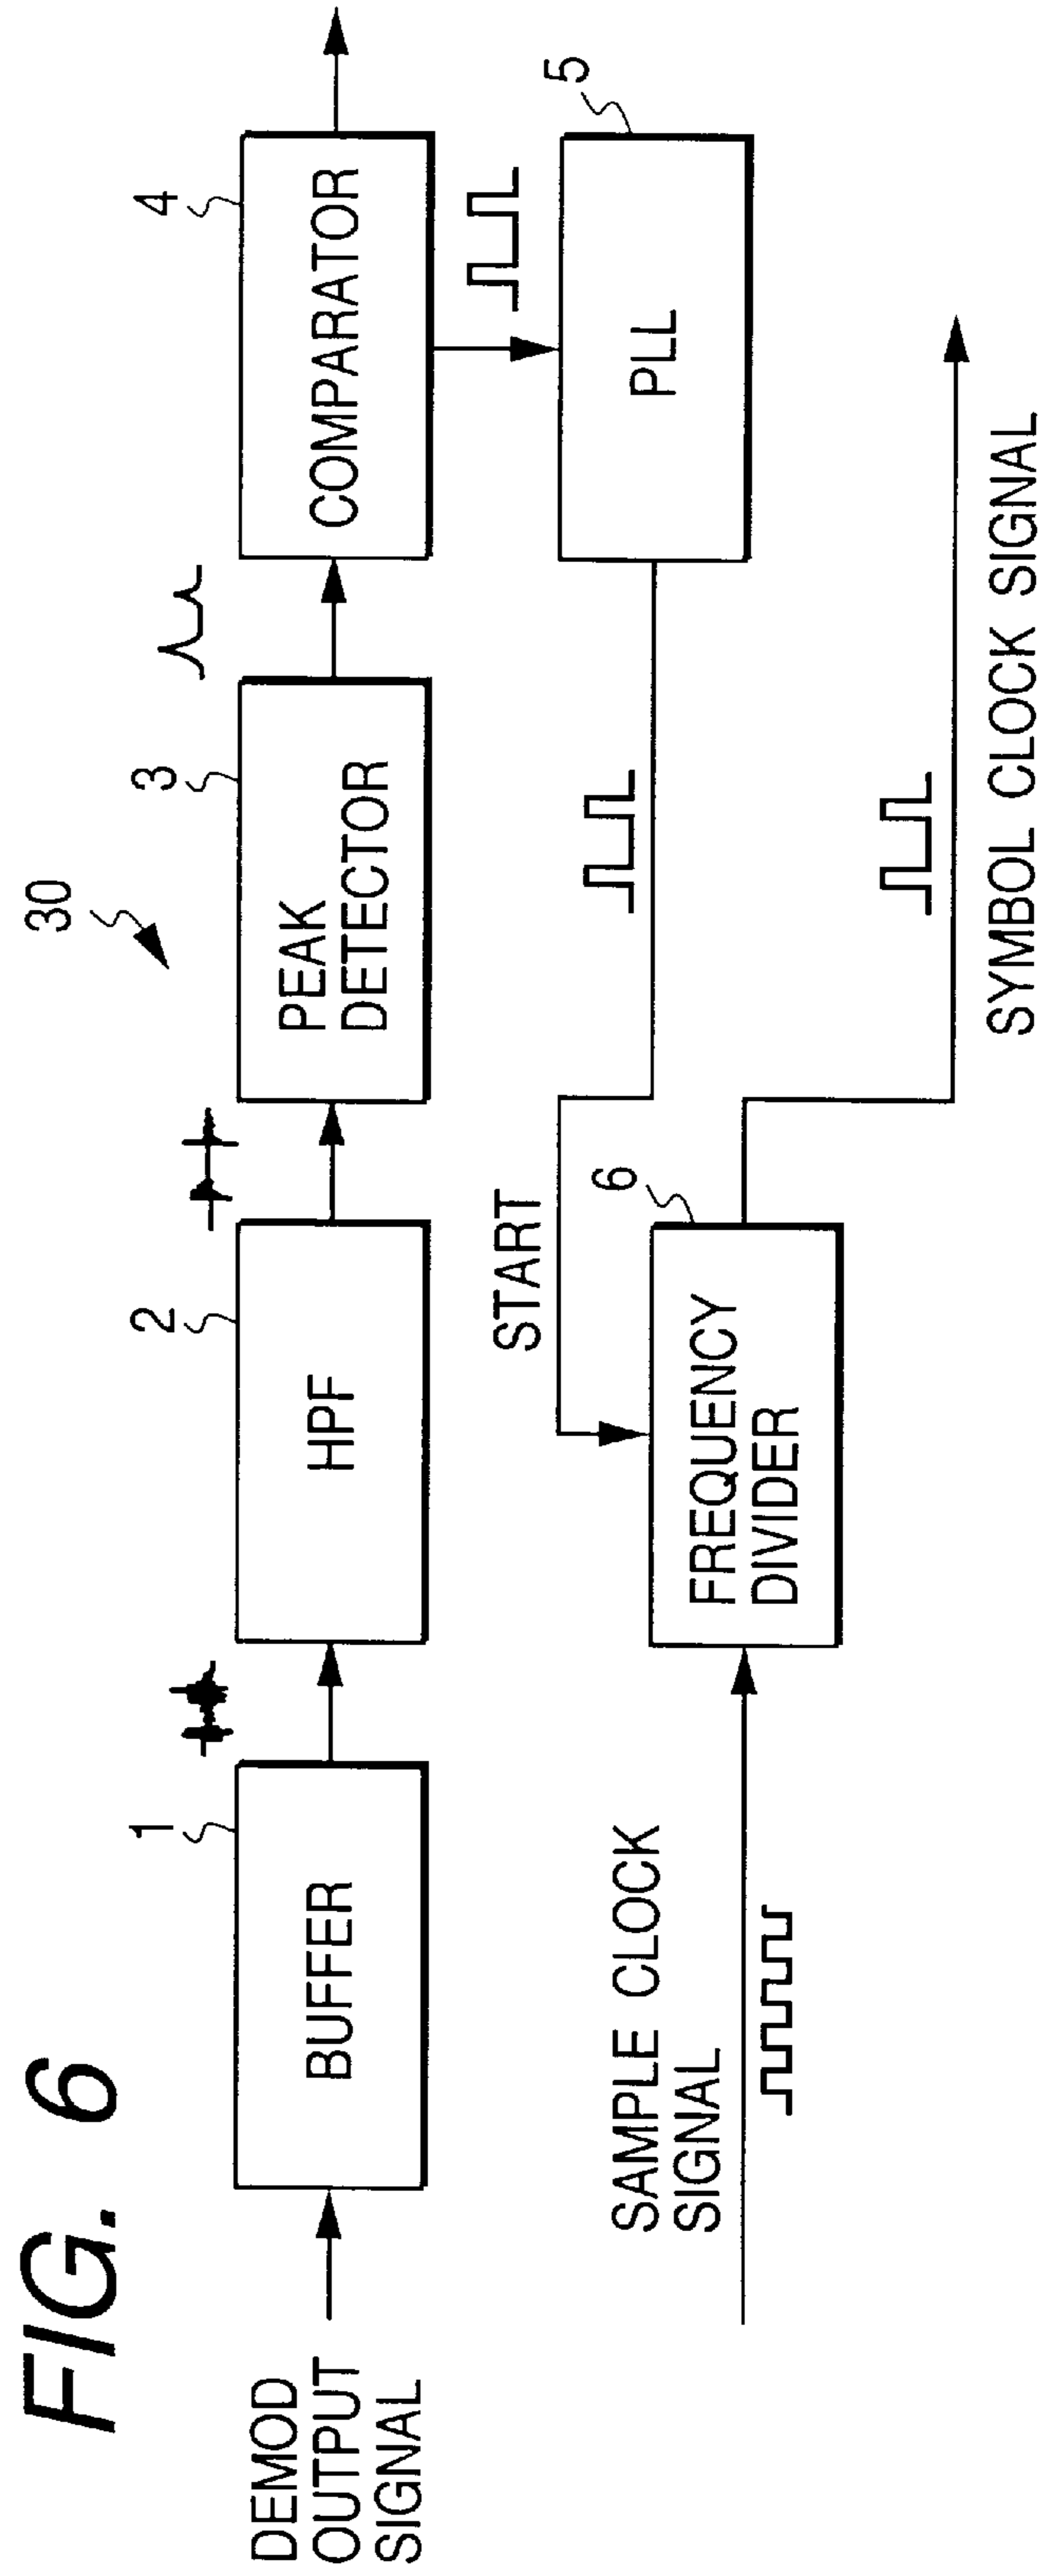 FIG. 6
30
1
2
3
4
DEMOD
OUTPUT
SIGNAL
BUFFER
HPF
PEAK
DETECTOR
COMPARATOR
5
PLL
START
6
SAMPLE CLOCK
SIGNAL
FREQUENCY
DIVIDER
SYMBOL CLOCK SIGNAL